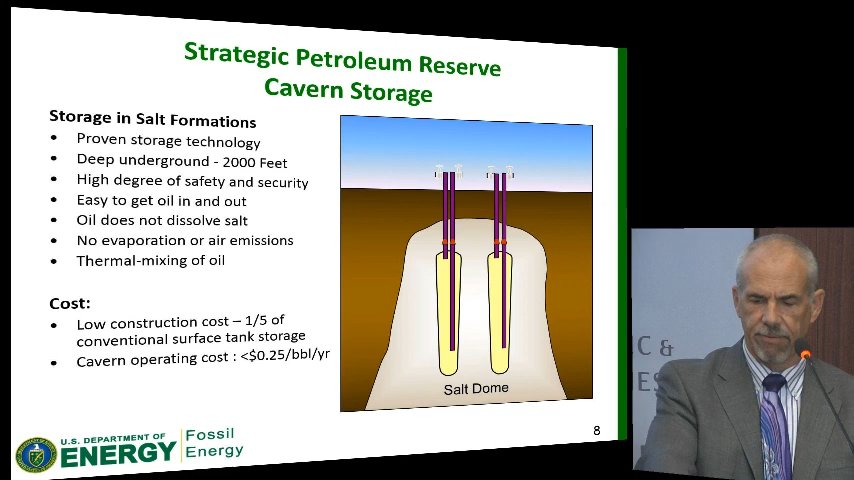 Strategic Petroleum Reserve
Cavern Storage
Storage in Salt Formations
• Proven storage technology
• Deep underground - 2000 Feet
• High degree of safety and security
• Easy to get oil in and out
• Oil does not dissolve salt
• No evaporation or air emissions
• Thermal-mixing of oil
Cost:
• Low construction cost – 1/5 of
conventional surface tank storage
• Cavern operating cost : <$0.25/bbl/yr
Salt Dome
8
U.S. DEPARTMENT OF
ENERGY
Fossil
Energy
C &
ES